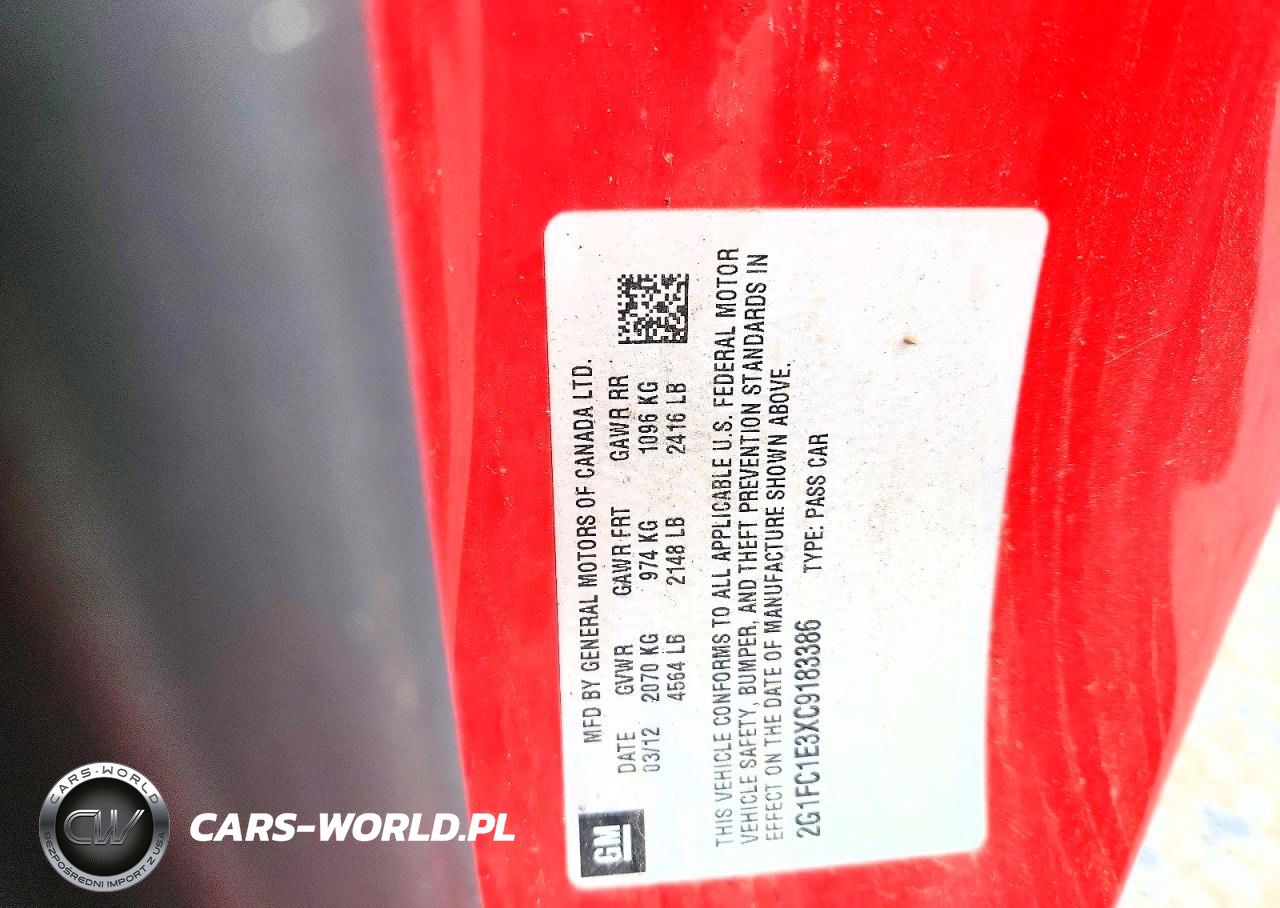 GM
MFD BY GENERAL MOTORS OF CANADA LTD.
DATE GVWR GAWR FRT GAWR RR
03/12 2070 KG 974 KG 1096 KG
4564 LB 2148 LB 2416 LB
THIS VEHICLE CONFORMS TO ALL APPLICABLE U.S. FEDERAL MOTOR
VEHICLE SAFETY, BUMPER, AND THEFT PREVENTION STANDARDS IN
EFFECT ON THE DATE OF MANUFACTURE SHOWN ABOVE.
2G1FC1E3XC9183386 TYPE: PASS CAR
CARS-WORLD
CW
BEZPOŚREDNI IMPORT Z USA
CARS-WORLD.PL